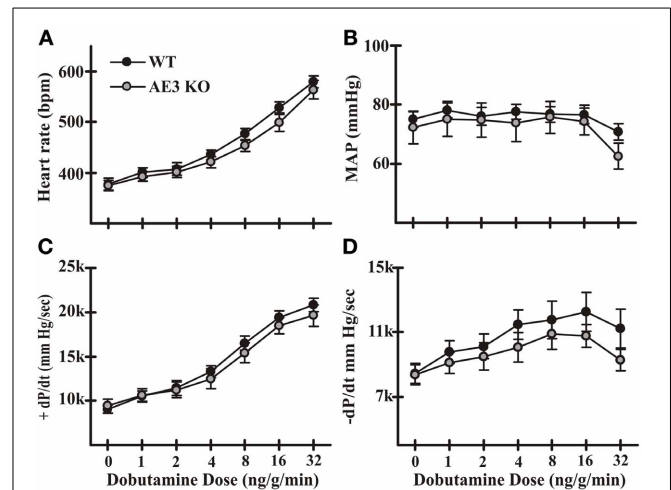 A
WT
AE3 KO
600
500
400
Heart rate (bpm)
B
100
80
60
MAP (mmHg)
C
25k
20k
15k
10k
+ dP/dt (mm Hg/sec)
0 1 2 4 8 16 32
Dobutamine Dose (ng/g/min)
D
15k
11k
7k
-dP/dt mm Hg/sec
0 1 2 4 8 16 32
Dobutamine Dose (ng/g/min)